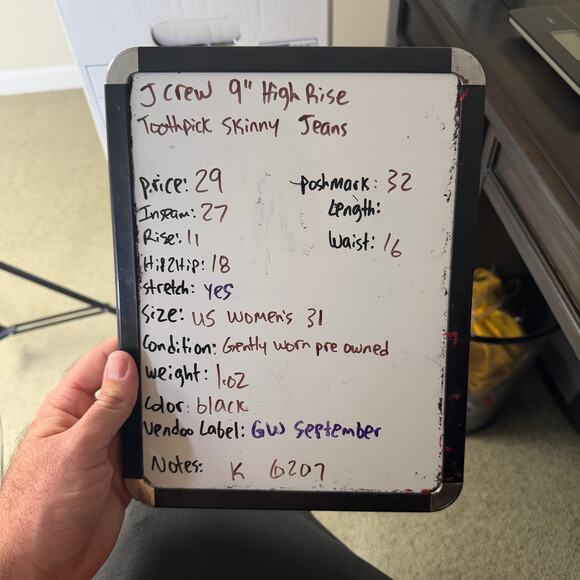 J crew 9" High Rise
Toothpick Skinny Jeans
price: 29
poshmark: 32
Inseam: 27
Length:
Rise: 11
Waist: 16
Hip2Hip: 18
stretch: yes
Size: US Women's 31
Condition: Gently worn pre owned
weight: 1.02
Color: black
Vendoo Label: GW September
Notes: K 6207